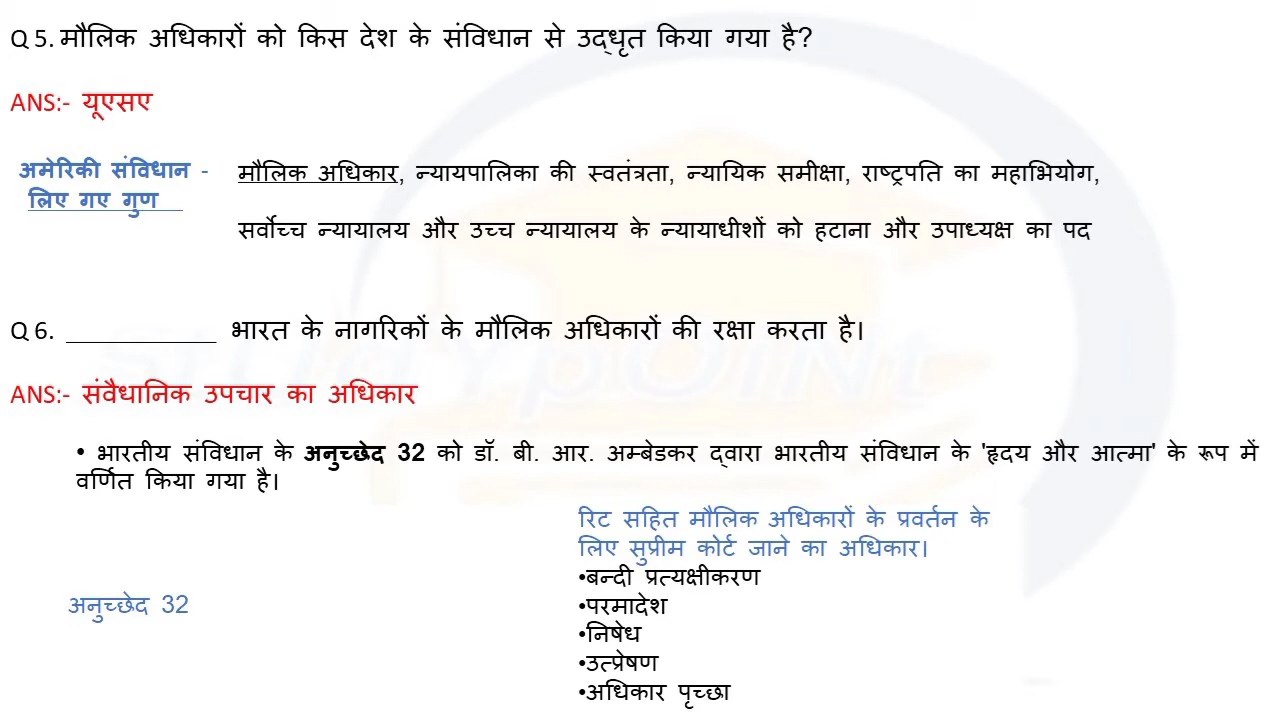 Q 5. मौलिक अधिकारों को किस देश के संविधान से उद्धृत किया गया है?
ANS:- यूएसए
अमेरिकी संविधान - मौलिक अधिकार, न्यायपालिका की स्वतंत्रता, न्यायिक समीक्षा, राष्ट्रपति का महाभियोग,
लिए गए गुण
सर्वोच्च न्यायालय और उच्च न्यायालय के न्यायाधीशों को हटाना और उपाध्यक्ष का पद
Q 6. ___________ भारत के नागरिकों के मौलिक अधिकारों की रक्षा करता है।
ANS:- संवैधानिक उपचार का अधिकार
• भारतीय संविधान के अनुच्छेद 32 को डॉ. बी. आर. अम्बेडकर द्वारा भारतीय संविधान के 'हृदय और आत्मा' के रूप में
वर्णित किया गया है।
रिट सहित मौलिक अधिकारों के प्रवर्तन के
लिए सुप्रीम कोर्ट जाने का अधिकार।
•बन्दी प्रत्यक्षीकरण
अनुच्छेद 32
•परमादेश
•निषेध
•उत्प्रेषण
•अधिकार पृच्छा
studypoint